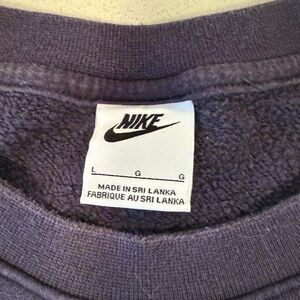 NIKE
L G G
MADE IN SRI LANKA
FABRIQUE AU SRI LANKA